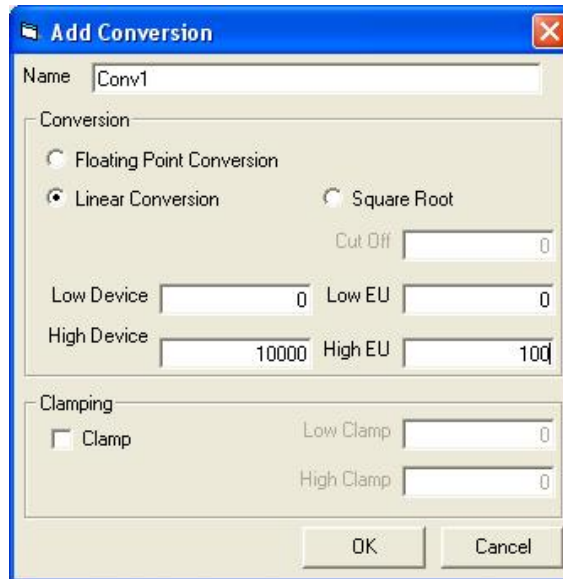 Add Conversion
Name Conv1
Conversion
Floating Point Conversion
Linear Conversion Square Root
Cut Off 0
Low Device 0 Low EU 0
High Device 10000 High EU 100
Clamping
Clamp Low Clamp 0
High Clamp 0
OK Cancel